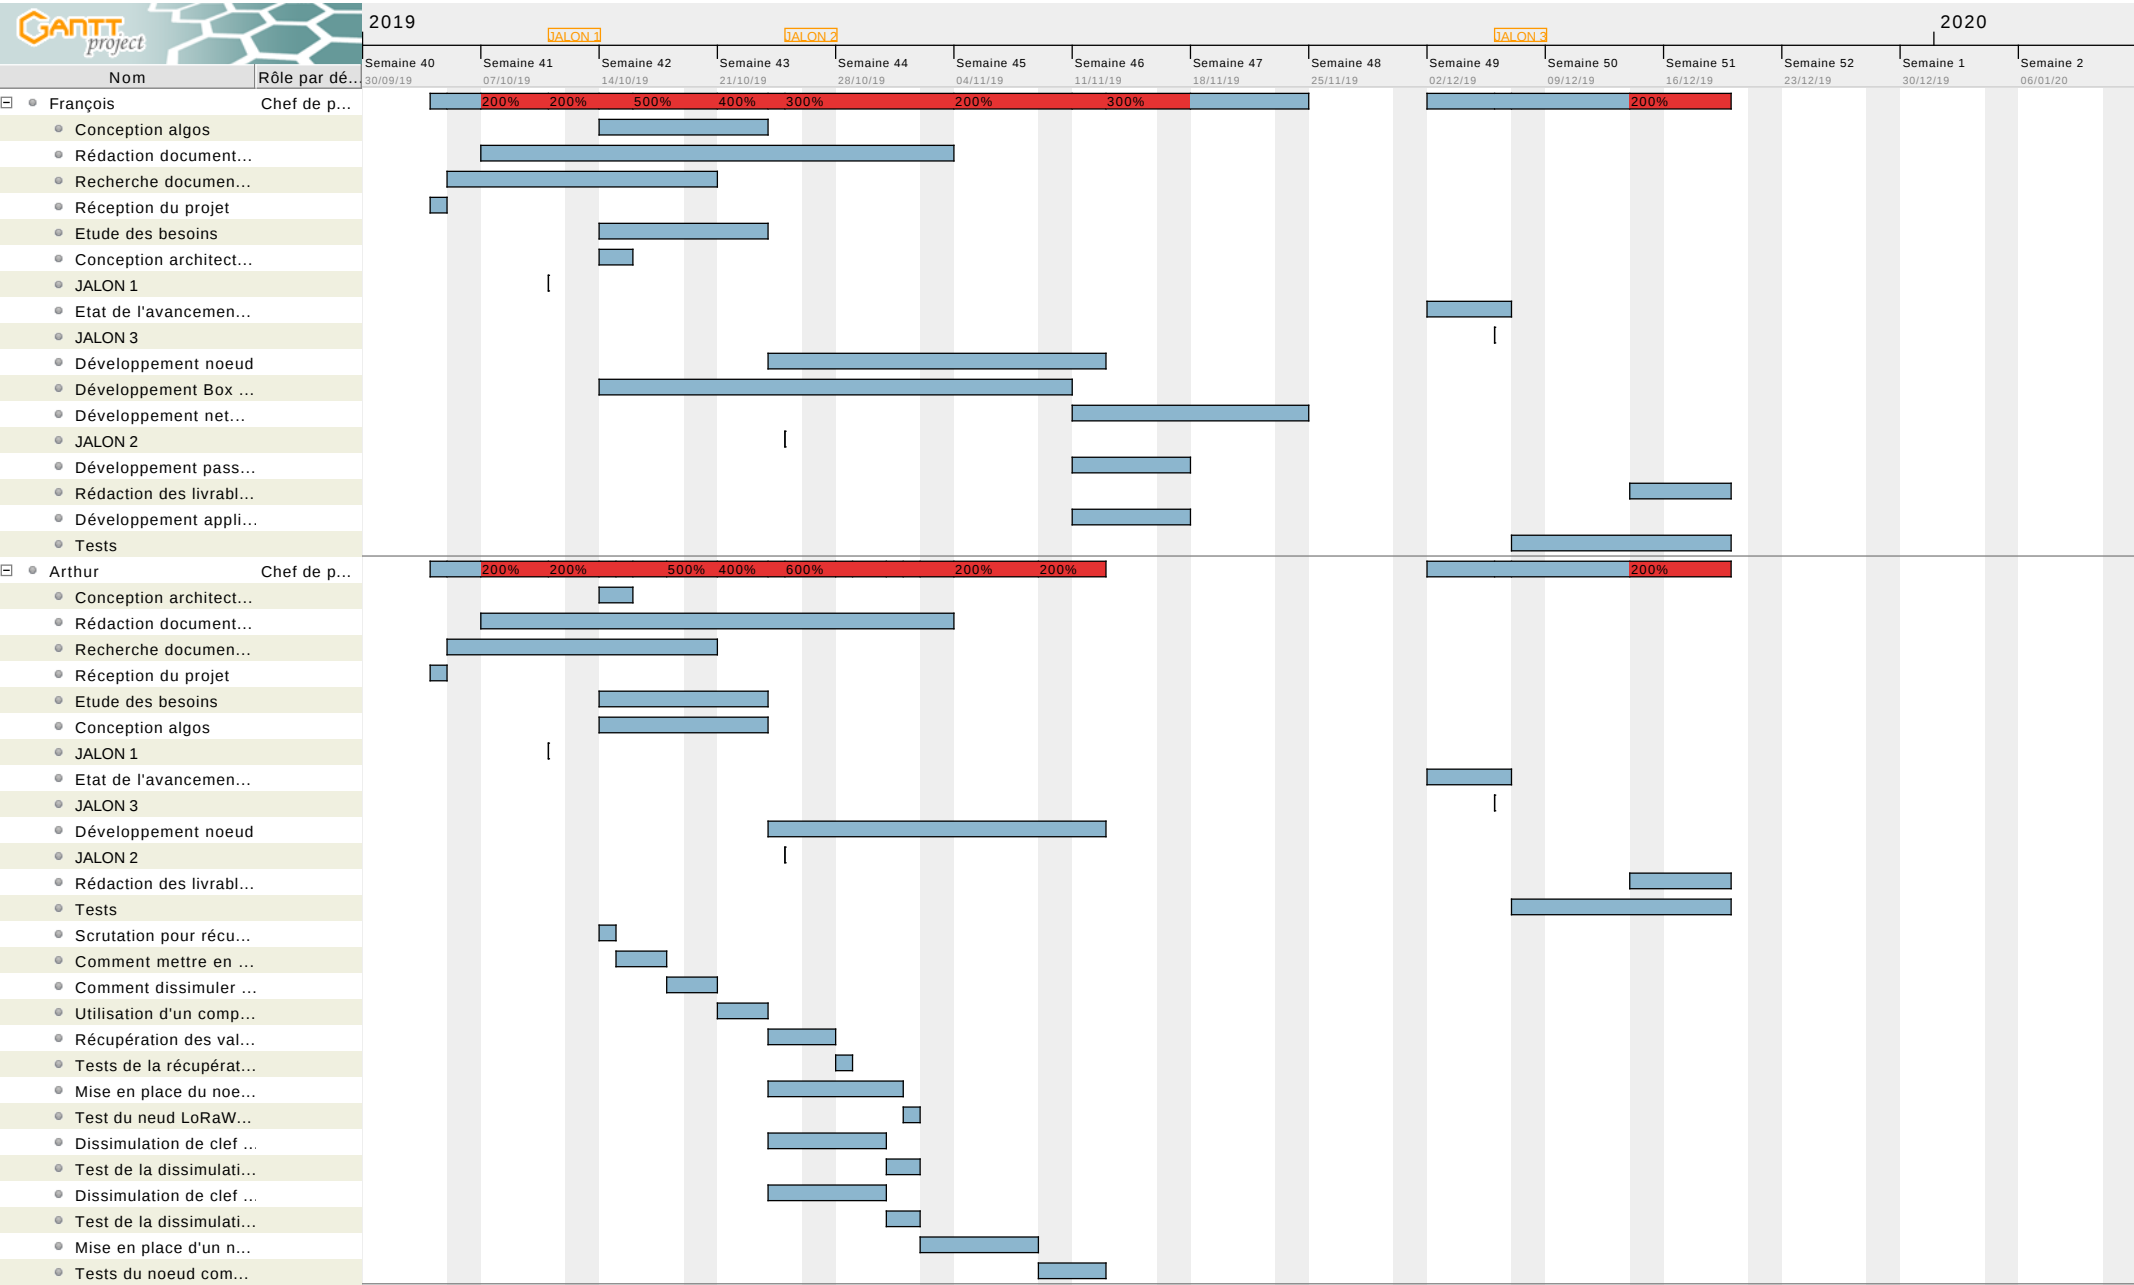 GANTT
project
2019
2020
JALON 1
JALON 2
JALON 3
Nom
Rôle par dé...
Semaine 40
Semaine 41
Semaine 42
Semaine 43
Semaine 44
Semaine 45
Semaine 46
Semaine 47
Semaine 48
Semaine 49
Semaine 50
Semaine 51
Semaine 52
Semaine 1
Semaine 2
30/09/19
07/10/19
14/10/19
21/10/19
28/10/19
04/11/19
11/11/19
18/11/19
25/11/19
02/12/19
09/12/19
16/12/19
23/12/19
30/12/19
06/01/20
François Chef de p...
200% 200% 500% 400% 300% 200% 300% 200%
Conception algos
Rédaction document...
Recherche documen...
Réception du projet
Etude des besoins
Conception architect...
JALON 1
Etat de l'avancemen...
JALON 3
Développement noeud
Développement Box ...
Développement net...
JALON 2
Développement pass...
Rédaction des livrabl...
Développement appli...
Tests
Arthur Chef de p...
200% 200% 500% 400% 600% 200% 200% 200%
Conception architect...
Rédaction document...
Recherche documen...
Réception du projet
Etude des besoins
Conception algos
JALON 1
Etat de l'avancemen...
JALON 3
Développement noeud
JALON 2
Rédaction des livrabl...
Tests
Scrutation pour récu...
Comment mettre en ...
Comment dissimuler ...
Utilisation d'un comp...
Récupération des val...
Tests de la récupérat...
Mise en place du noe...
Test du neud LoRaW...
Dissimulation de clef ...
Test de la dissimulati...
Dissimulation de clef ...
Test de la dissimulati...
Mise en place d'un n...
Tests du noeud com...